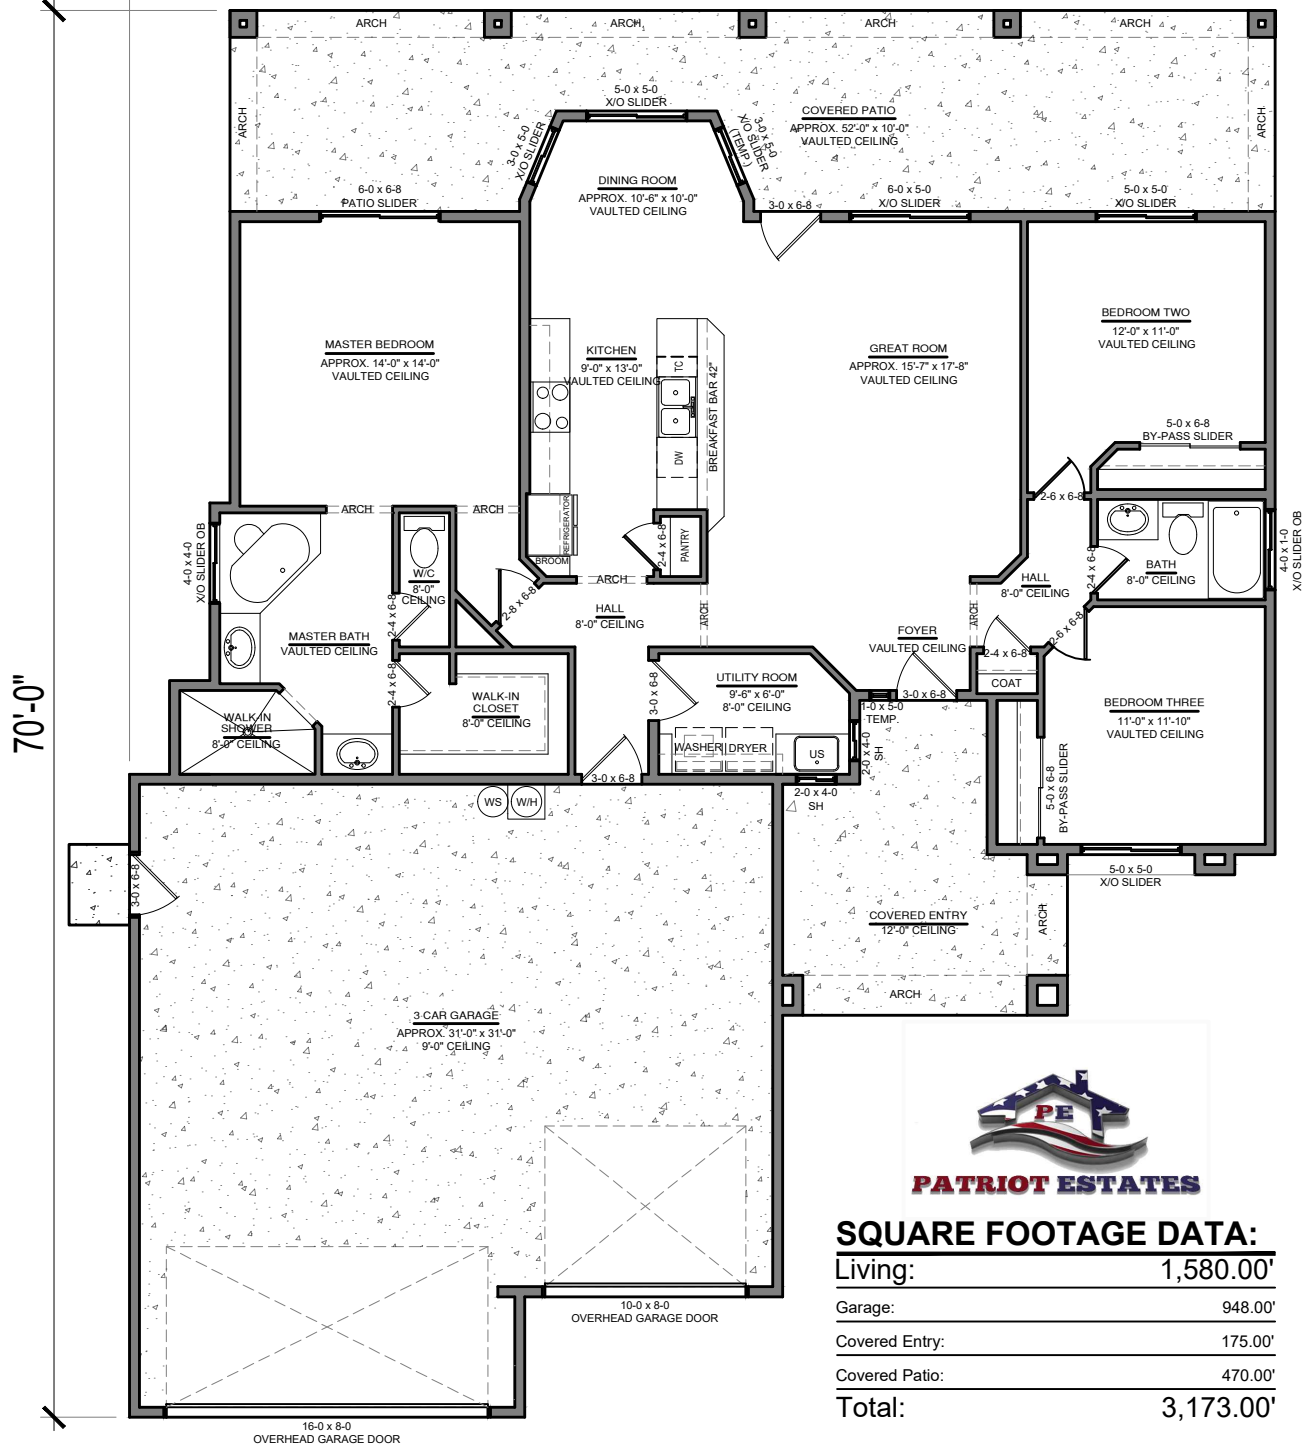 ARCH
ARCH
ARCH
ARCH
5-0 x 5-0
X/O SLIDER
ARCH
3-0 x 5-0
X/O SLIDER
3-0 x 5-0
X/O SLIDER
(TEMP.)
COVERED PATIO
APPROX. 52'-0" x 10'-0"
VAULTED CEILING
ARCH
6-0 x 6-8
PATIO SLIDER
DINING ROOM
APPROX. 10'-6" x 10'-0"
VAULTED CEILING
3-0 x 6-8
6-0 x 5-0
X/O SLIDER
5-0 x 5-0
X/O SLIDER
MASTER BEDROOM
APPROX. 14'-0" x 14'-0"
VAULTED CEILING
KITCHEN
9'-0" x 13'-0"
VAULTED CEILING
TC
DW
BREAKFAST BAR 42"
GREAT ROOM
APPROX. 15'-7" x 17'-8"
VAULTED CEILING
BEDROOM TWO
12'-0" x 11'-0"
VAULTED CEILING
5-0 x 6-8
BY-PASS SLIDER
2-6 x 6-8
ARCH
ARCH
REFRIGERATOR
BROOM
2-4 x 6-8
PANTRY
4-0 x 4-0
X/O SLIDER OB
W/C
8'-0"
CEILING
2-4 x 6-8
2-8 x 6-8
ARCH
HALL
8'-0" CEILING
ARCH
ARCH
HALL
8'-0" CEILING
2-4 x 6-8
BATH
8'-0" CEILING
4-0 x 1-0
X/O SLIDER OB
MASTER BATH
VAULTED CEILING
2-4 x 6-8
FOYER
VAULTED CEILING
2-4 x 6-8
2-6 x 6-8
COAT
3-0 x 6-8
UTILITY ROOM
9'-6" x 6'-0"
8'-0" CEILING
3-0 x 6-8
1-0 x 5-0
TEMP.
WALK-IN
CLOSET
8'-0" CEILING
WALK-IN
SHOWER
8'-0" CEILING
BEDROOM THREE
11'-0" x 11'-10"
VAULTED CEILING
WASHER
DRYER
US
2-0 x 4-0
SH
2-0 x 4-0
SH
5-0 x 6-8
BY-PASS SLIDER
3-0 x 6-8
WS
W/H
70'-0"
3-0 x 6-8
5-0 x 5-0
X/O SLIDER
COVERED ENTRY
12'-0" CEILING
ARCH
ARCH
3 CAR GARAGE
APPROX. 31'-0" x 31'-0"
9'-0" CEILING
PE
PATRIOT ESTATES
SQUARE FOOTAGE DATA:
Living: 1,580.00'
Garage: 948.00'
Covered Entry: 175.00'
Covered Patio: 470.00'
Total: 3,173.00'
10-0 x 8-0
OVERHEAD GARAGE DOOR
16-0 x 8-0
OVERHEAD GARAGE DOOR